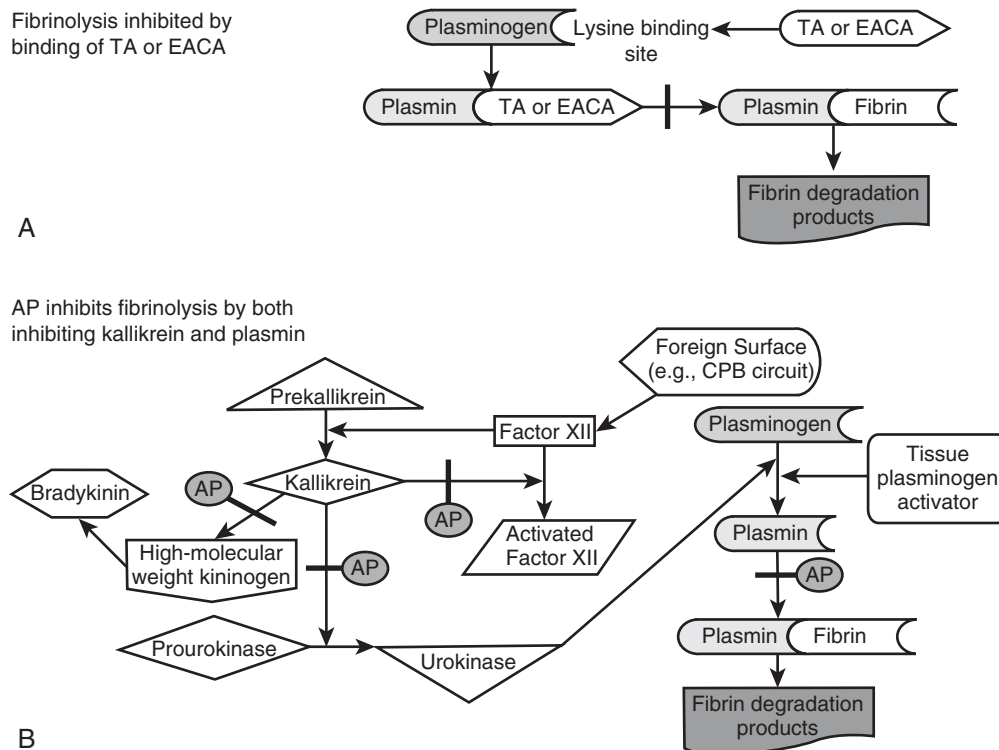 Fibrinolysis inhibited by
binding of TA or EACA
Plasminogen
Lysine binding
site
TA or EACA
Plasmin
TA or EACA
Plasmin
Fibrin
Fibrin degradation
products
A
AP inhibits fibrinolysis by both
inhibiting kallikrein and plasmin
Foreign Surface
(e.g., CPB circuit)
Prekallikrein
Factor XII
Plasminogen
Tissue
plasminogen
activator
Kallikrein
Bradykinin
AP
AP
Activated
Factor XII
Plasmin
High-molecular
weight kininogen
AP
AP
Prourokinase
Urokinase
Plasmin
Fibrin
Fibrin degradation
products
B